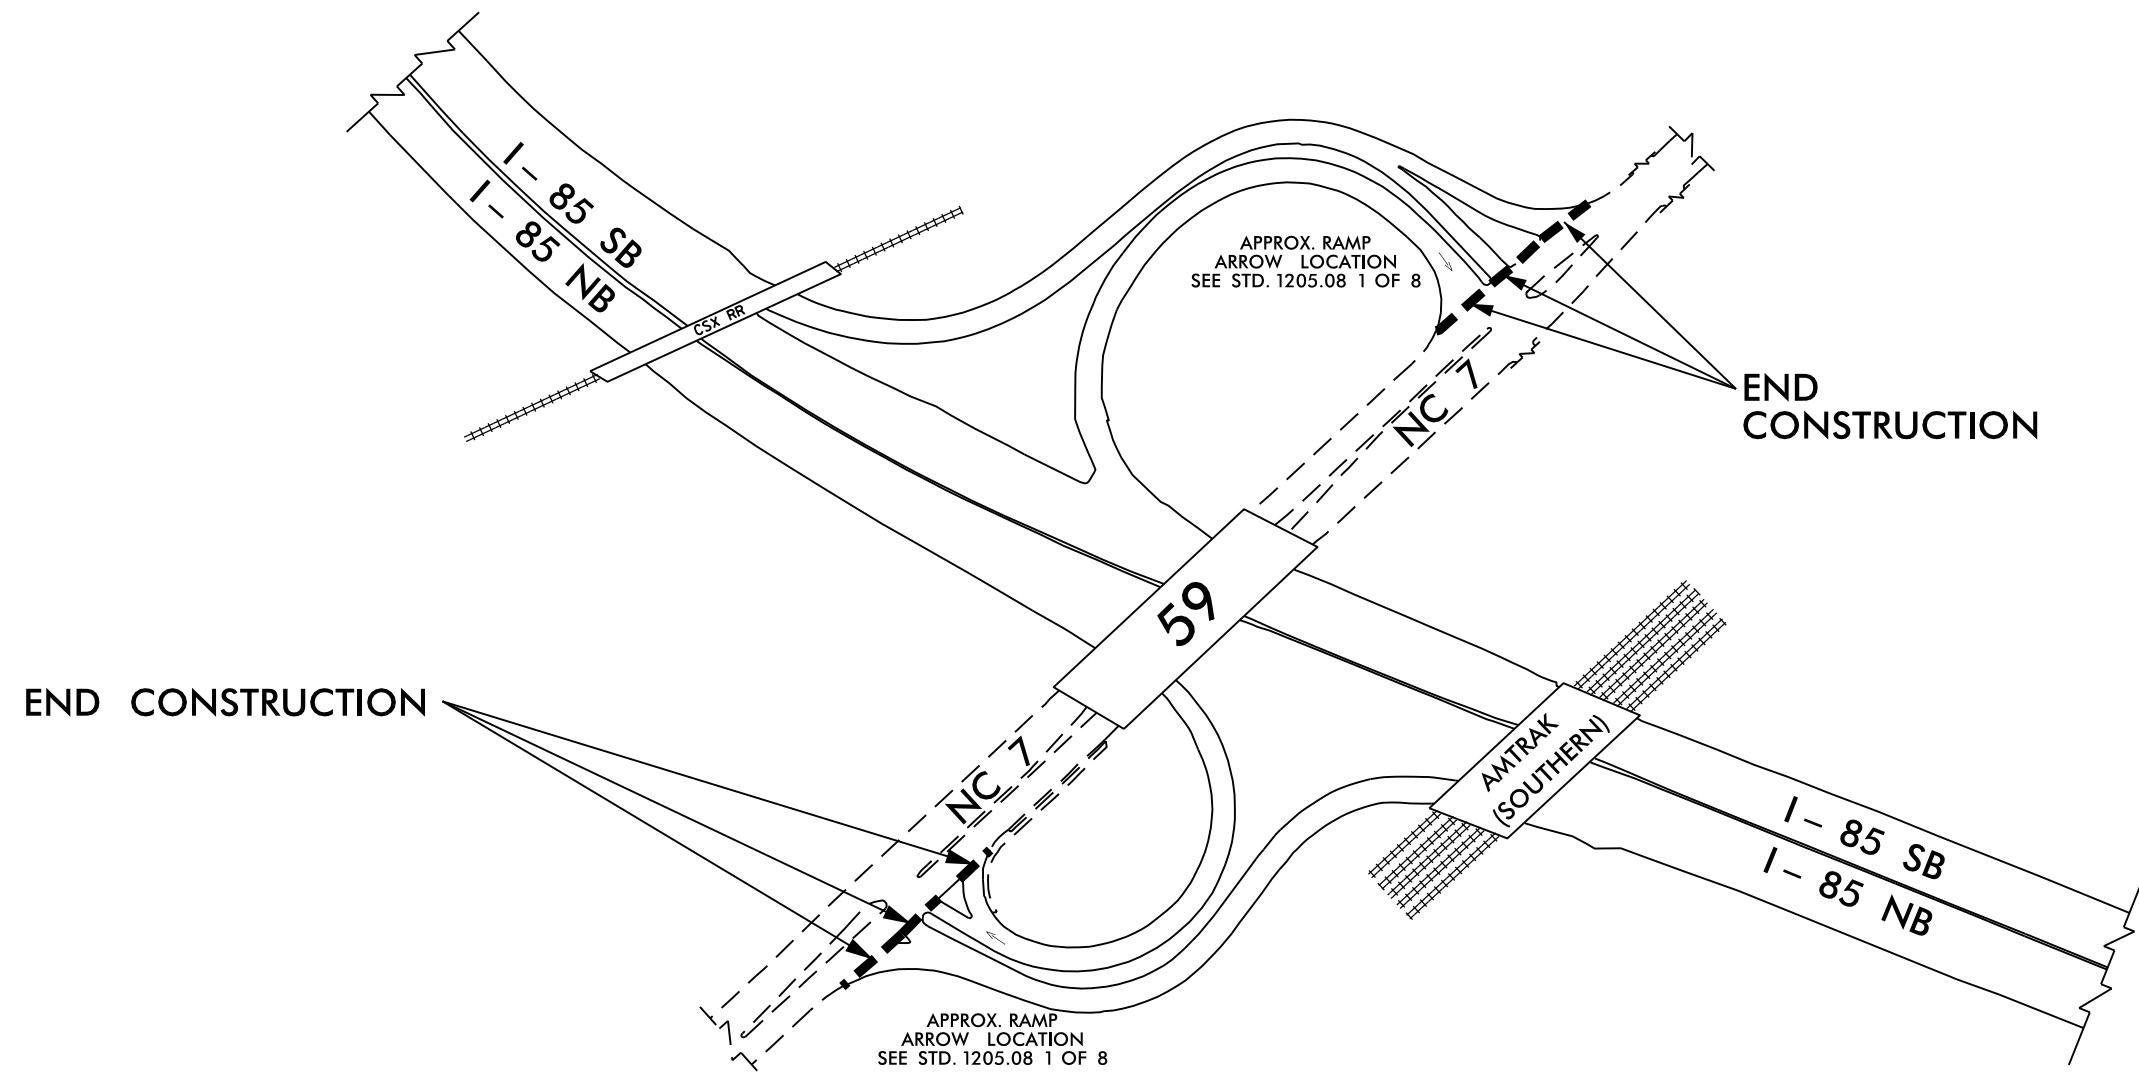 I - 85 SB
I - 85 NB
CSX RR
APPROX. RAMP
ARROW LOCATION
SEE STD. 1205.08 1 OF 8
NC 7
END
CONSTRUCTION
59
END CONSTRUCTION
NC 7
AMTRAK
(SOUTHERN)
I - 85 SB
I - 85 NB
APPROX. RAMP
ARROW LOCATION
SEE STD. 1205.08 1 OF 8